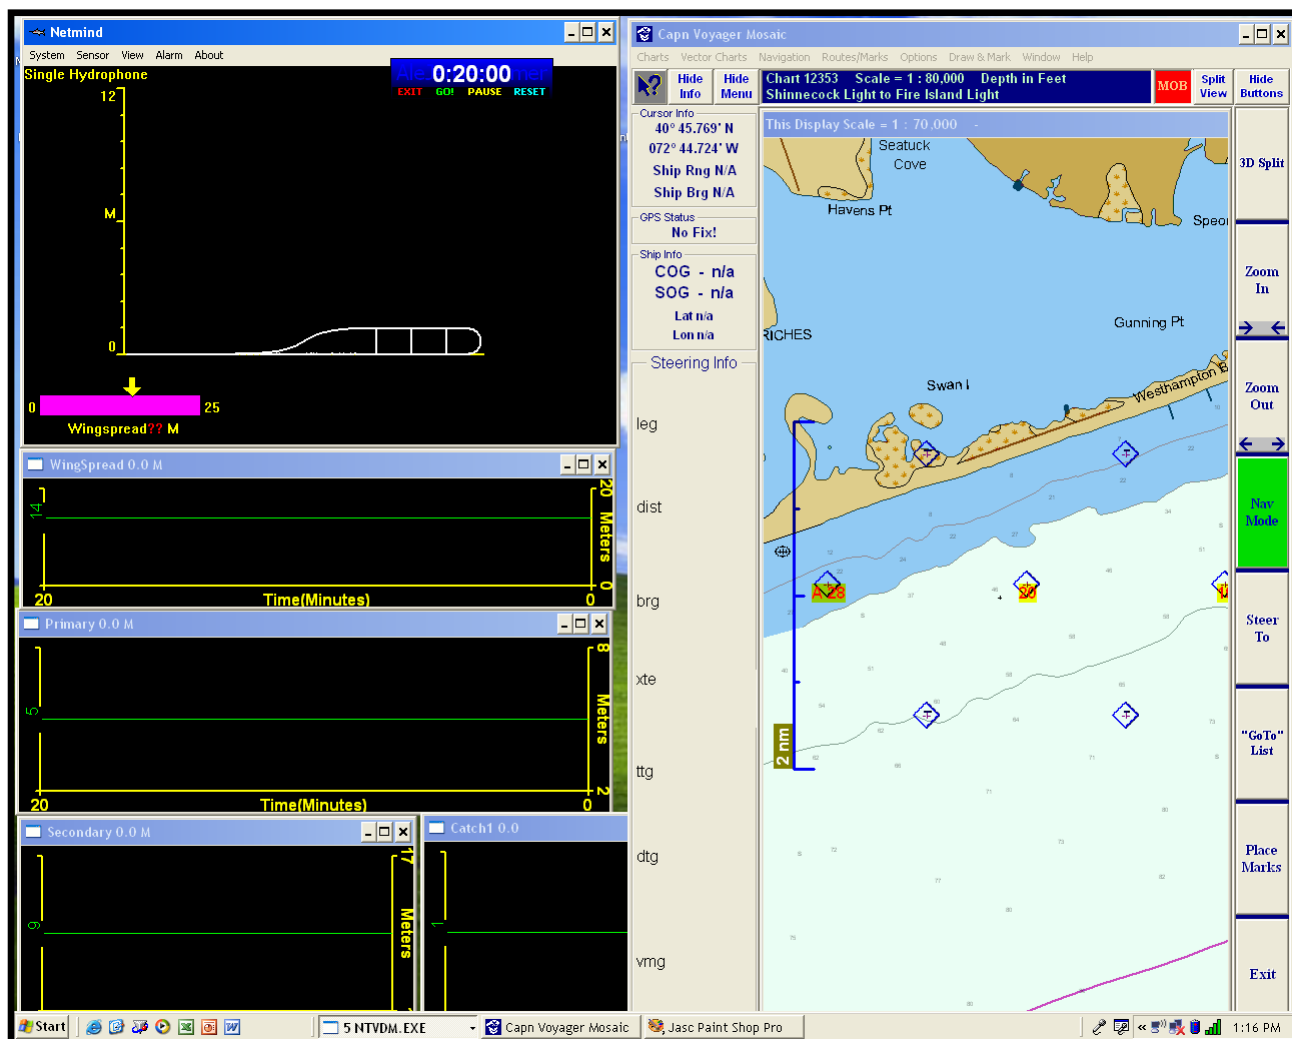 Netmind
System Sensor View Alarm About
Single Hydrophone
0:20:00
EXIT GO! PAUSE RESET
12
M
0
0 25
Wingspread?? M
WingSpread 0.0 M
14
20
Meters
0
20 Time(Minutes) 0
Primary 0.0 M
8
5
Meters
2
20 Time(Minutes) 0
Secondary 0.0 M
17
9
Meters
Catch1 0.0
1
Capn Voyager Mosaic
Charts Vector Charts Navigation Routes/Marks Options Draw & Mark Window Help
Hide Info
Hide Menu
Chart 12353 Scale = 1 : 80,000 Depth in Feet
Shinnecock Light to Fire Island Light
MOB
Split View
Hide Buttons
Cursor Info
40° 45.769' N
072° 44.724' W
Ship Rng N/A
Ship Brg N/A
GPS Status
No Fix!
Ship Info
COG - n/a
SOG - n/a
Lat n/a
Lon n/a
Steering Info
leg
dist
brg
xte
ttg
dtg
vmg
This Display Scale = 1 : 70,000 -
Seatuck
Cove
Havens Pt
Speo
Gunning Pt
RICHES
Swan I
Westhampton B
A 28
20
2 nm
3D Split
Zoom In
Zoom Out
Nav Mode
Steer To
"GoTo" List
Place Marks
Exit
Start
5 NTVDM.EXE
Capn Voyager Mosaic
Jasc Paint Shop Pro
1:16 PM